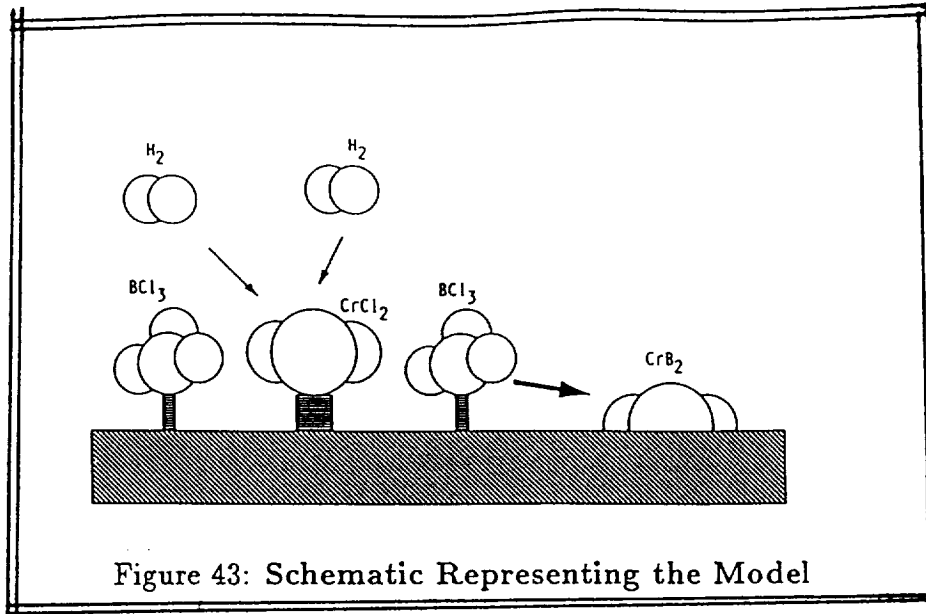 H₂
H₂
BCl₃
CrCl₂
BCl₃
CrB₂
Figure 43: Schematic Representing the Model